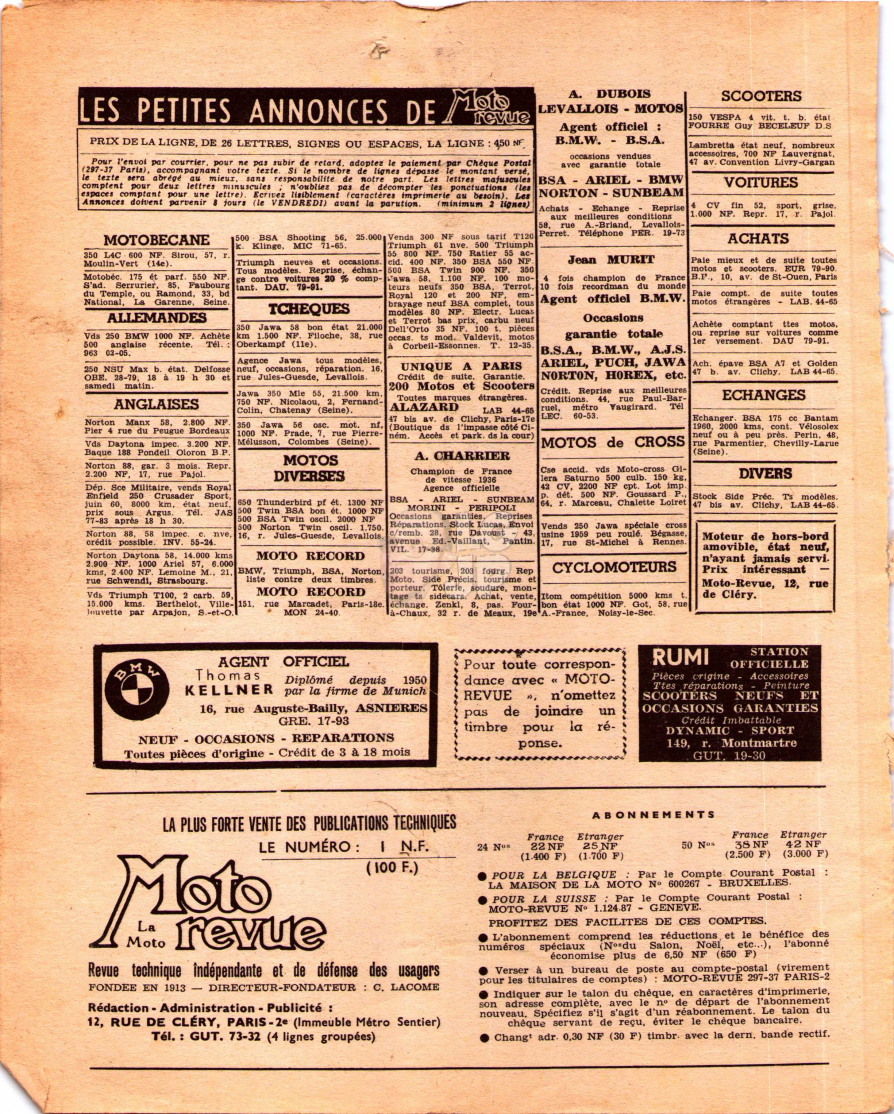 LES PETITES ANNONCES DE Moto revue
PRIX DE LA LIGNE, DE 26 LETTRES, SIGNES OU ESPACES, LA LIGNE : 4,50 NF.
Pour l'envoi par courrier, pour ne pas subir de retard, adoptez le paiement par Chèque Postal
(297-37 Paris), accompagnant votre texte. Si le nombre de lignes dépasse le montant versé,
le texte sera abrégé au mieux, sans responsabilité de notre part. Les lettres majuscules
comptent pour deux lettres minuscules ; n'oubliez pas de décompter les ponctuations (les
espaces comptant pour une lettre). Ecrivez lisiblement (caractères imprimerie au besoin). Les
Annonces doivent parvenir 8 jours (le VENDREDI) avant la parution. (minimum 2 lignes)
MOTOBECANE
350 L4C 600 NF. Sirou, 57, r.
Moulin-Vert (14e).
Motobéc. 175 ét parf. 550 NF.
S'ad. Serrurier, 85, Faubourg
du Temple, ou Ramond, 33, bd
National, La Garenne, Seine.
ALLEMANDES
Vds 250 BMW 1000 NF. Achète
500 anglaise récente. Tél. :
963 02-05.
250 NSU Max b. état. Delfosse
OBE. 28-79, 18 à 19 h 30 et
samedi matin.
ANGLAISES
Norton Manx 58, 2.800 NF.
Pier 4 rue du Peugue Bordeaux
Vds Daytona impec. 3.200 NF.
Baque 188 Pondeil Oloron B.P.
Norton 88, gar. 3 mois. Repr.
2.200 NF, 17, rue Pajol.
Dép. Sce Militaire, vends Royal
Enfield 250 Crusader Sport,
juin 60, 8000 km, état neuf,
prix sous Argus. Tél. JAS
77-83 après 18 h 30.
Norton 88, 58 impec. c. nve,
crédit possible. INV. 55-24.
Norton Daytona 58, 14.000 kms
2.900 NF. 1000 Ariel 57, 6.000
kms, 2.400 NF. Lemoine M., 21,
rue Schwendi, Strasbourg.
Vds Triumph T100, 2 carb. 59,
15.000 kms. Berthelot, Ville-
louvette par Arpajon, S.-et-O.
500 BSA Shooting 56, 25.000
k. Klinge, MIC 71-65.
Triumph neuves et occasions.
Tous modèles. Reprise, échan-
ge contre voitures 20 % comp-
tant. DAU. 79-91.
TCHEQUES
350 Jawa 58 bon état 21.000
km 1.500 NF. Filoche, 38, rue
Oberkampf (11e).
Agence Jawa tous modèles,
neuf, occasions, réparation. 16,
rue Jules-Guesde, Levallois.
Jawa 350 Mle 55, 21.500 km,
750 NF. Nicolaou, 2, Fernand-
Colin, Chatenay (Seine).
350 Jawa 56 osc. mot. nf,
1000 NF. Prade, 7, rue Pierre-
Mélusson, Colombes (Seine).
MOTOS
DIVERSES
650 Thunderbird pf ét. 1300 NF
500 Twin BSA bon ét. 1000 NF
500 BSA Twin oscil. 2000 NF
500 Norton Twin oscil. 1.750.
16, r. Jules-Guesde, Levallois.
MOTO RECORD
BMW, Triumph, BSA, Norton,
liste contre deux timbres.
MOTO RECORD
151, rue Marcadet, Paris-18e.
MON 24-40.
Vends 300 NF sous tarif T120
Triumph 61 nve. 500 Triumph
55 800 NF. 750 Ratier 55 ac-
cid. 400 NF. 350 BSA 550 NF
500 BSA Twin 900 NF. 350
Jawa 58, 1.100 NF. 100 mo-
teurs neufs 350 BSA, Terrot,
Royal 120 et 200 NF, em-
brayage neuf BSA complet, tous
modèles 80 NF. Electr. Lucas
et Terrot bas prix, carbu neuf
Dell'Orto 35 NF. 100 t. pièces
occas. ts mod. Valdevit, motos
à Corbeil-Essonnes. T. 12-35.
UNIQUE A PARIS
Crédit de suite. Garantie.
200 Motos et Scooters
Toutes marques étrangères.
ALAZARD LAB 44-65
47 bis av. de Clichy, Paris-17e
(Boutique ds l'impasse côté Ci-
ném. Accès et park. ds la cour)
A. CHARRIER
Champion de France
de vitesse 1936
Agence officielle
BSA - ARIEL - SUNBEAM
MORINI - PERIPOLI
Occasions garanties. Reprises
Réparations. Stock Lucas. Envoi
c/remb. 28, rue Davoust - 43,
avenue Ed.-Vaillant, Pantin.
VIL. 17-98.
203 tourisme, 203 fourg. Rep
Moto. Side Précis. tourisme et
porteur. Tôlerie, soudure, mon-
tage ts sidecars. Achat, vente,
échange. Zenkl, 8, pas. Four-
à-Chaux, 32 r. de Meaux, 19e
A. DUBOIS
LEVALLOIS - MOTOS
Agent officiel :
B.M.W. - B.S.A.
occasions vendues
avec garantie totale
BSA - ARIEL - BMW
NORTON - SUNBEAM
Achats - Echange - Reprise
aux meilleures conditions
58, rue A.-Briand, Levallois-
Perret. Téléphone PER. 19-73
Jean MURIT
4 fois champion de France
10 fois recordman du monde
Agent officiel B.M.W.
Occasions
garantie totale
B.S.A., B.M.W., A.J.S.
ARIEL, PUCH, JAWA
NORTON, HOREX, etc.
Crédit. Reprise aux meilleures
conditions. 44, rue Paul-Bar-
ruel, métro Vaugirard. Tél
LEC. 60-53.
MOTOS de CROSS
Cse accid. vds Moto-cross Gi-
lera Saturno 500 culb. 150 kg,
42 CV, 2200 NF cpt. Lot imp.
p. dét. 500 NF. Goussard P.,
64, r. Marceau, Chalette Loiret
Vends 250 Jawa spéciale cross
usine 1959 peu roulé. Bégasse,
17, rue St-Michel à Rennes.
CYCLOMOTEURS
Itom compétition 5000 kms t.
bon état 1000 NF. Got, 58, rue
A.-France, Noisy-le-Sec.
SCOOTERS
150 VESPA 4 vit. t. b. état
FOURRE Guy BECELEUF D.S
Lambretta état neuf, nombreux
accessoires, 700 NF Lauvergnat,
47 av. Convention Livry-Gargan
VOITURES
4 CV fin 52, sport, grise,
1.000 NF. Repr. 17, r. Pajol.
ACHATS
Paie mieux et de suite toutes
motos et scooters. EUR 79-90.
B.F., 10, av. de St-Ouen, Paris
Paie compt. de suite toutes
motos étrangères - LAB. 44-65
Achète comptant ttes motos,
ou reprise sur voitures comme
1er versement. DAU 79-91.
Ach. épave BSA A7 et Golden
47 b. av. Clichy, LAB 44-65.
ECHANGES
Echanger. BSA 175 cc Bantam
1960, 2000 kms, cont. Vélosolex
neuf ou à peu près. Perin, 48,
rue Parmentier, Chevilly-Larue
(Seine).
DIVERS
Stock Side Préc. Ts modèles.
47 bis av. Clichy, LAB. 44-65.
Moteur de hors-bord
amovible, état neuf,
n'ayant jamais servi.
Prix intéressant —
Moto-Revue, 12, rue
de Cléry.
BMW
AGENT OFFICIEL
Thomas KELLNER Diplômé depuis 1950
par la firme de Munich
16, rue Auguste-Bailly, ASNIERES
GRE. 17-93
NEUF - OCCASIONS - REPARATIONS
Toutes pièces d'origine - Crédit de 3 à 18 mois
Pour toute correspon-
dance avec « MOTO-
REVUE », n'omettez
pas de joindre un
timbre pour la ré-
ponse.
RUMI STATION
OFFICIELLE
Pièces origine - Accessoires
Ttes réparations - Peinture
SCOOTERS NEUFS ET
OCCASIONS GARANTIES
Crédit Imbattable
DYNAMIC - SPORT
149, r. Montmartre
GUT. 19-30
LA PLUS FORTE VENTE DES PUBLICATIONS TECHNIQUES
LE NUMÉRO : 1 N.F.
(100 F.)
Moto revue
La Moto
Revue technique indépendante et de défense des usagers
FONDEE EN 1913 — DIRECTEUR-FONDATEUR : C. LACOME
Rédaction - Administration - Publicité :
12, RUE DE CLÉRY, PARIS-2e (Immeuble Métro Sentier)
Tél. : GUT. 73-32 (4 lignes groupées)
ABONNEMENTS
France Etranger France Etranger
24 Nos 22 NF 25 NF 50 Nos 38 NF 42 NF
(1.400 F) (1.700 F) (2.500 F) (3.000 F)
● POUR LA BELGIQUE : Par le Compte Courant Postal :
LA MAISON DE LA MOTO No 600267 - BRUXELLES.
● POUR LA SUISSE : Par le Compte Courant Postal :
MOTO-REVUE No 1.124.87 - GENEVE.
PROFITEZ DES FACILITES DE CES COMPTES.
● L'abonnement comprend les réductions et le bénéfice des
numéros spéciaux (Nos du Salon, Noël, etc...), l'abonné
économise plus de 6,50 NF (650 F)
● Verser à un bureau de poste au compte-postal (virement
pour les titulaires de comptes) : MOTO-REVUE 297-37 PARIS-2
● Indiquer sur le talon du chèque, en caractères d'imprimerie,
son adresse complète, avec le no de départ de l'abonnement
nouveau. Spécifiez s'il s'agit d'un réabonnement. Le talon du
chèque servant de reçu, éviter le chèque bancaire.
● Changt adr. 0,30 NF (30 F) timbr. avec la dern. bande rectif.